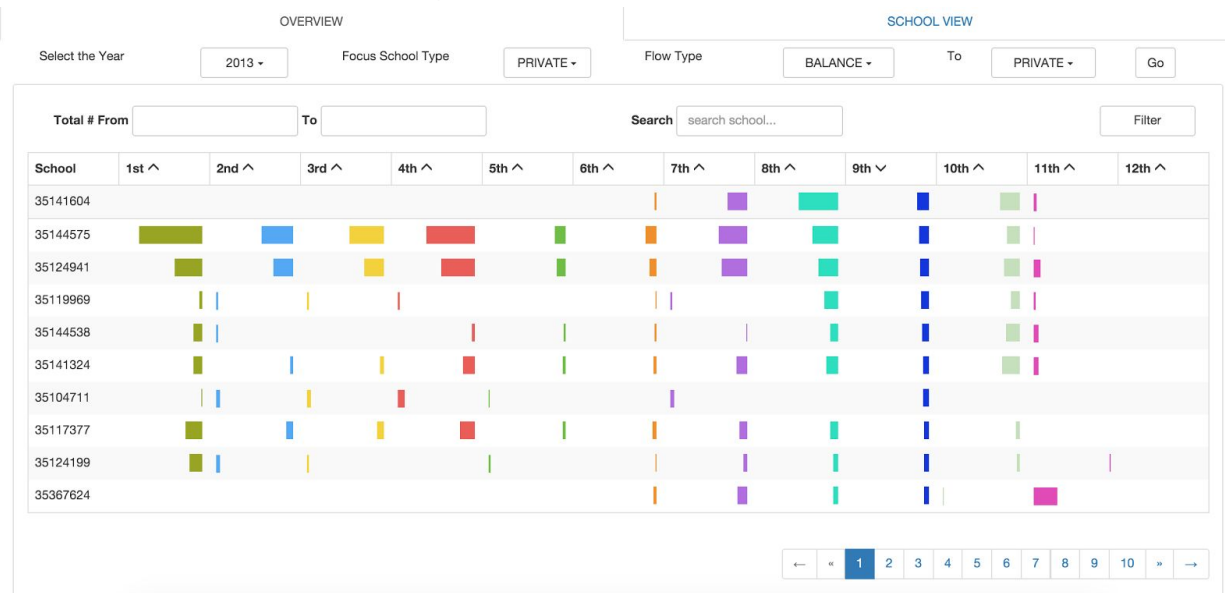 OVERVIEW SCHOOL VIEW
Select the Year 2013 Focus School Type PRIVATE Flow Type BALANCE To PRIVATE Go
Total # From To Search search school... Filter
School 1st 2nd 3rd 4th 5th 6th 7th 8th 9th 10th 11th 12th
35141604
35144575
35124941
35119969
35144538
35141324
35104711
35117377
35124199
35367624
← « 1 2 3 4 5 6 7 8 9 10 » →